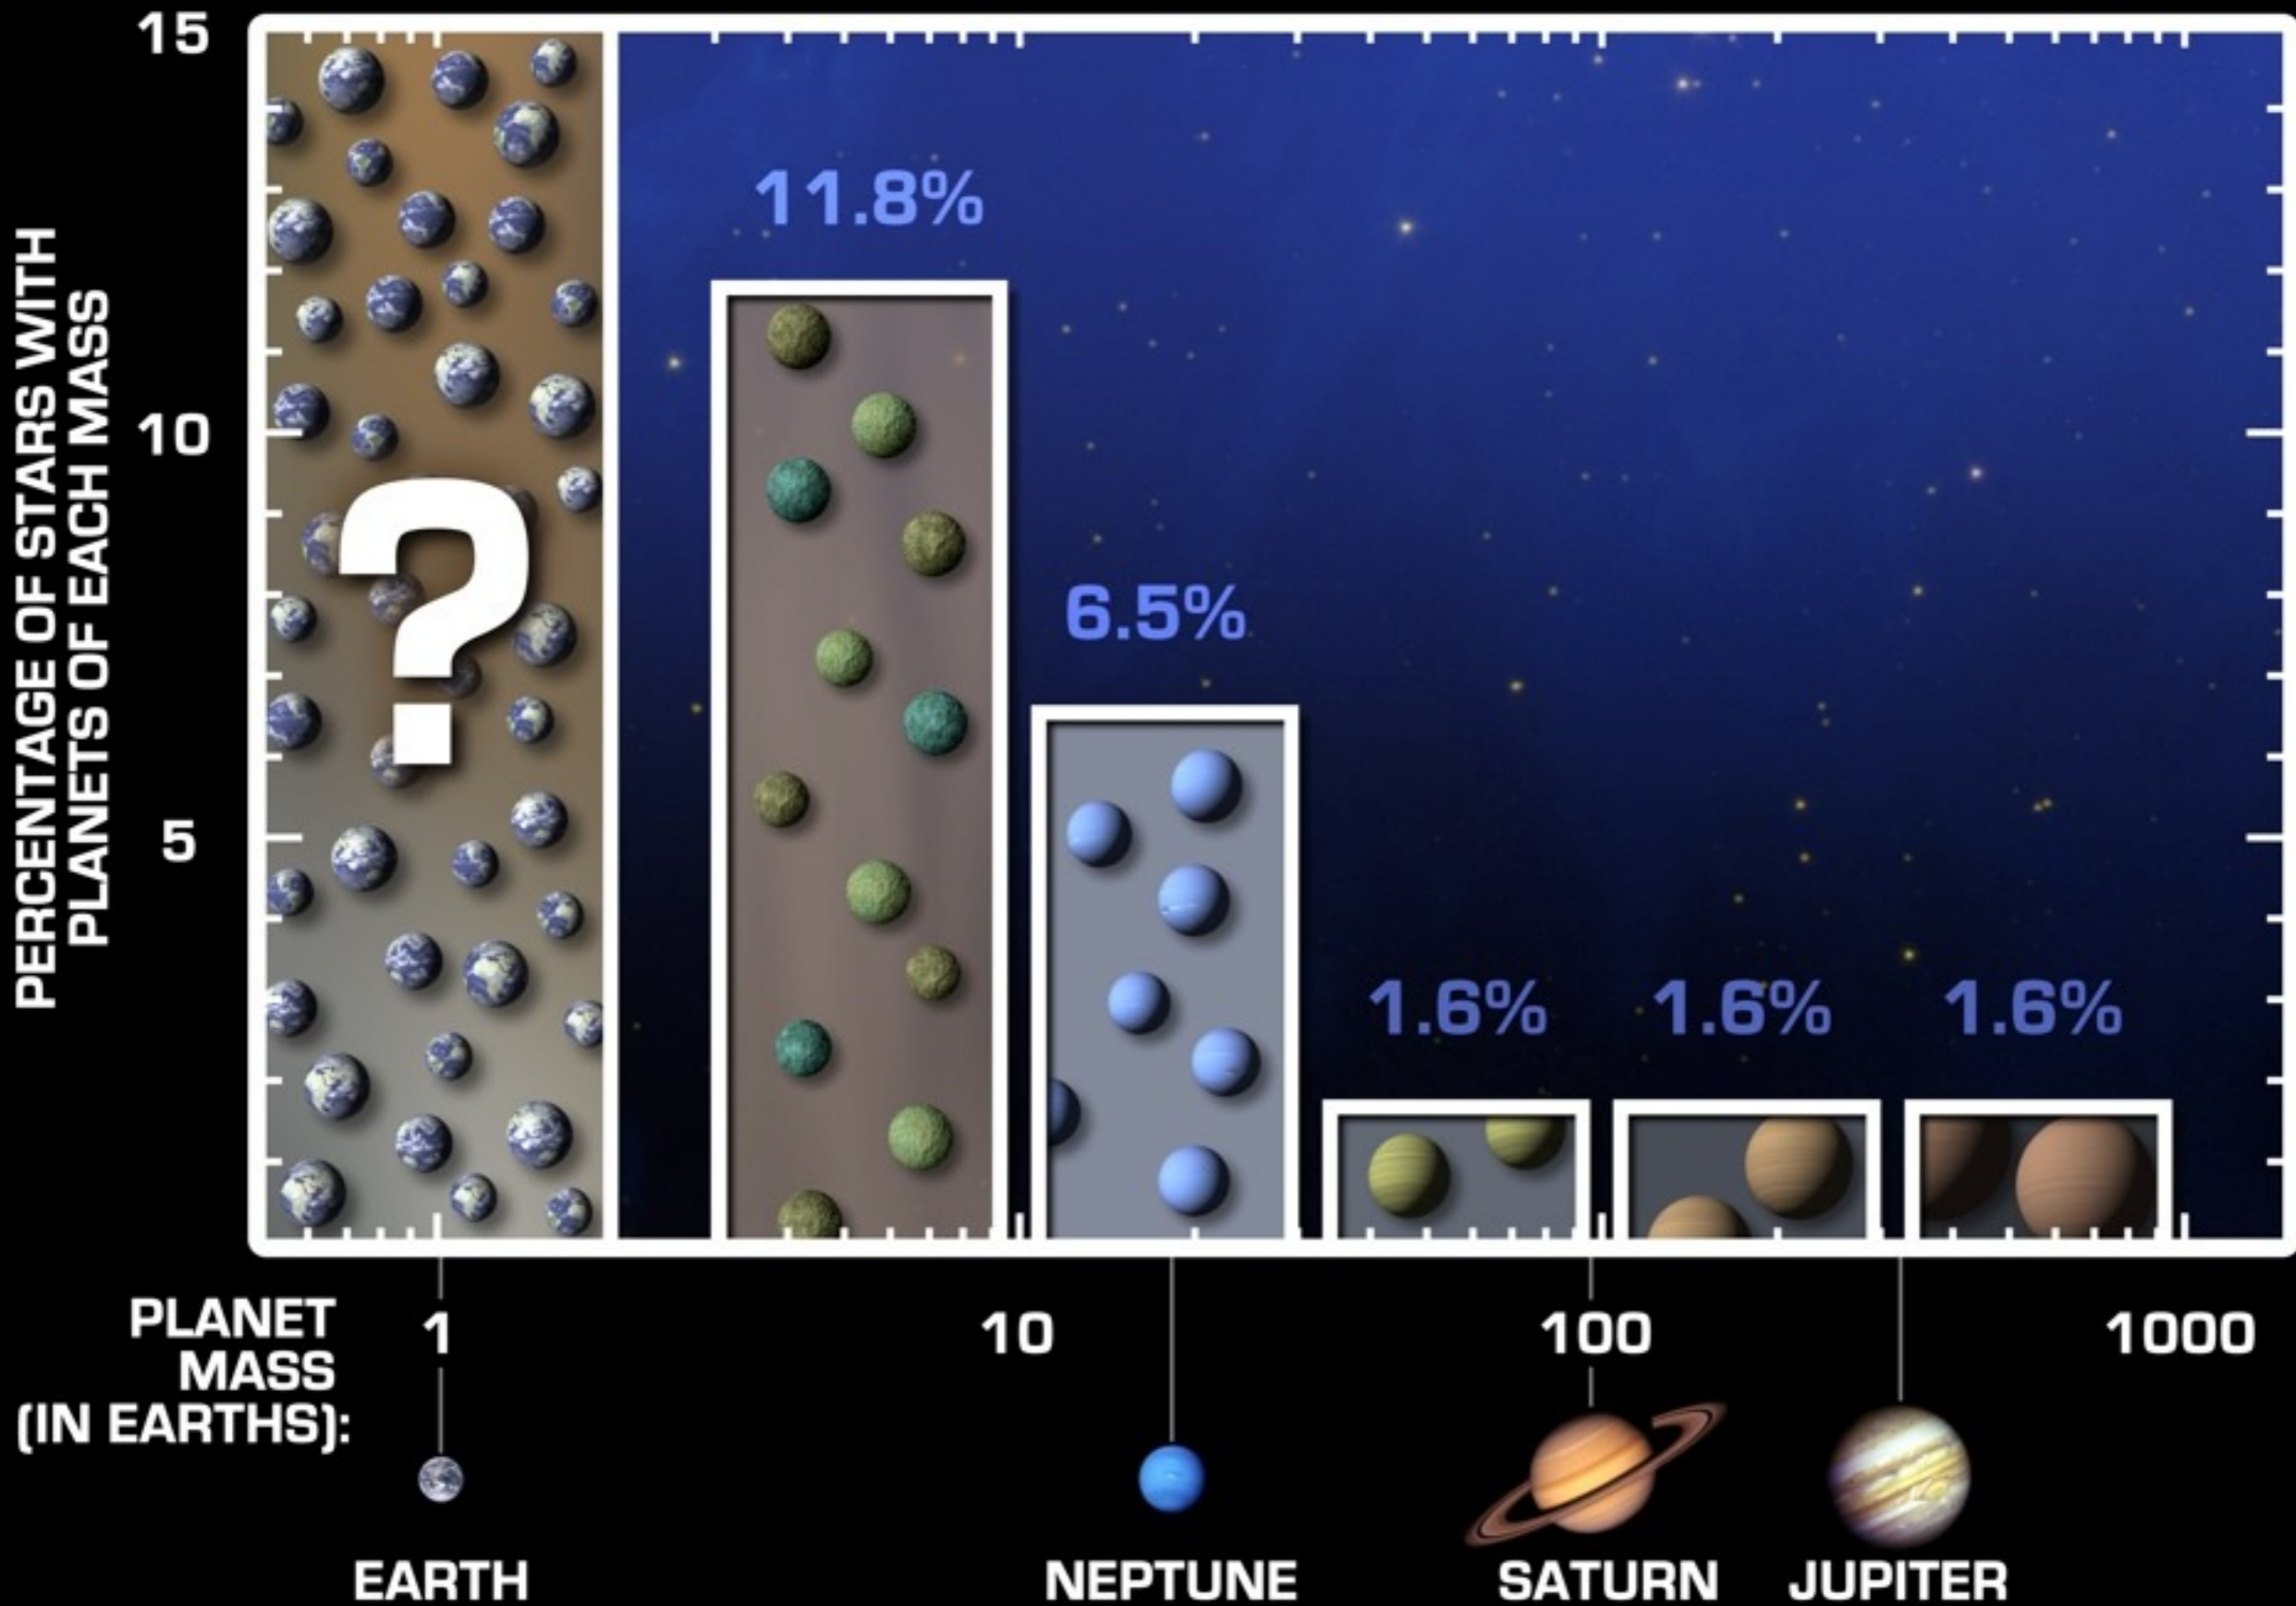 PERCENTAGE OF STARS WITH
PLANETS OF EACH MASS
15
10
5
?
11.8%
6.5%
1.6%
1.6%
1.6%
PLANET
MASS
(IN EARTHS):
1
10
100
1000
EARTH
NEPTUNE
SATURN
JUPITER